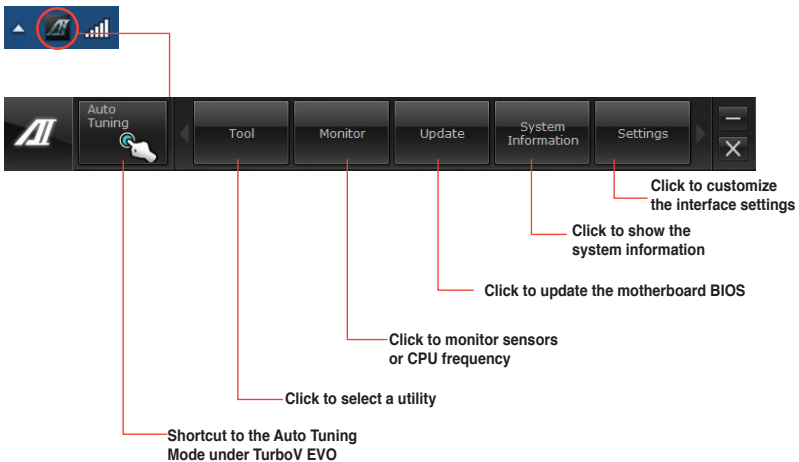 Auto
Tuning
Tool
Monitor
Update
System
Information
Settings
Click to customize
the interface settings
Click to show the
system information
Click to update the motherboard BIOS
Click to monitor sensors
or CPU frequency
Click to select a utility
Shortcut to the Auto Tuning
Mode under TurboV EVO